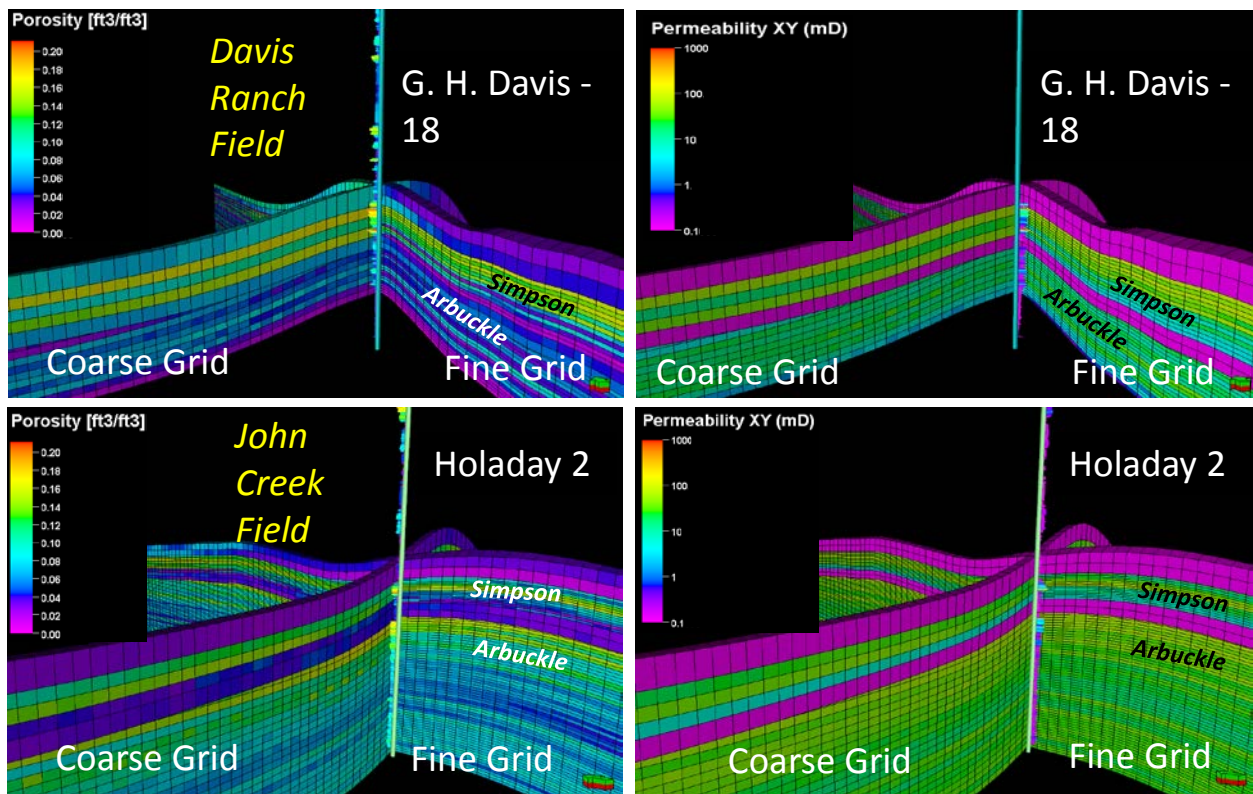 Porosity [ft3/ft3]
0.20
0.18
0.16
0.14
0.12
0.10
0.08
0.06
0.04
0.02
0.00
Davis
Ranch
Field
G. H. Davis -
18
Simpson
Arbuckle
Coarse Grid
Fine Grid
Permeability XY (mD)
1000
100.
10
1.
0.1
G. H. Davis -
18
Simpson
Arbuckle
Coarse Grid
Fine Grid
Porosity [ft3/ft3]
0.20
0.18
0.16
0.14
0.12
0.10
0.08
0.06
0.04
0.02
0.00
John
Creek
Field
Holaday 2
Simpson
Arbuckle
Coarse Grid
Fine Grid
Permeability XY (mD)
1000
100
10
1
0.1
Holaday 2
Simpson
Arbuckle
Coarse Grid
Fine Grid